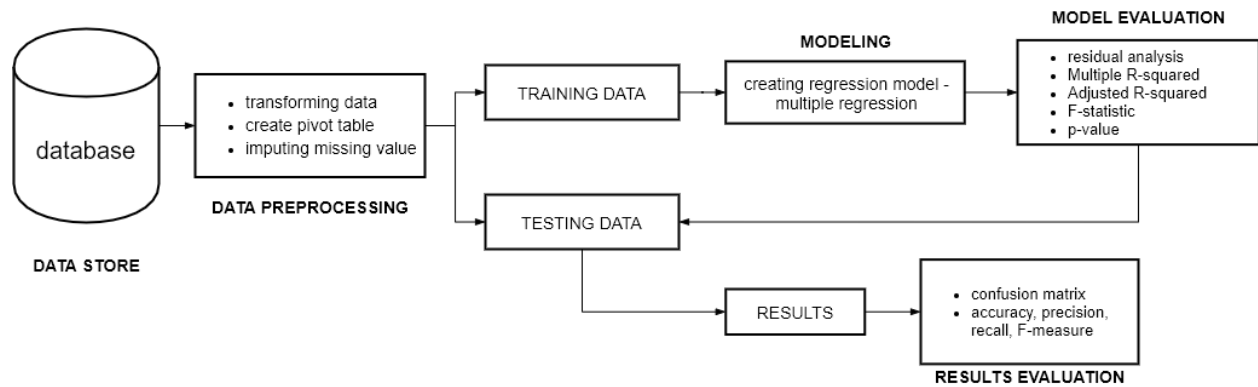 database
DATA STORE
• transforming data
• create pivot table
• imputing missing value
DATA PREPROCESSING
TRAINING DATA
TESTING DATA
MODELING
creating regression model -
multiple regression
MODEL EVALUATION
• residual analysis
• Multiple R-squared
• Adjusted R-squared
• F-statistic
• p-value
RESULTS
• confusion matrix
• accuracy, precision,
recall, F-measure
RESULTS EVALUATION